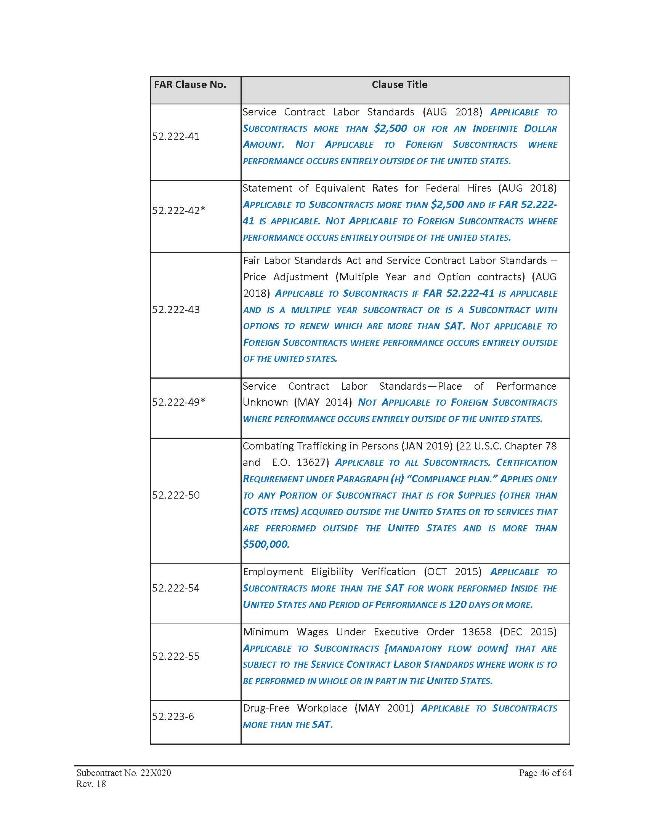 FAR Clause No. Clause Title
Service Contract Labor Standards (AUG 2018) APPLICABLE TO
SUBCONTRACTS MORE THAN $2,500 OR FOR AN INDEFINITE DOLLAR
52.222-41
AMOUNT. NOT APPLICABLE TO FOREIGN SUBCONTRACTS WHERE
PERFORMANCE OCCURS ENTIRELY OUTSIDE OF THE UNITED STATES.
Statement of Equivalent Rates for Federal Hires (AUG 2018)
APPLICABLE TO SUBCONTRACTS MORE THAN $2,500 AND IF FAR 52.222-
52.222-42*
41 IS APPLICABLE. NOT APPLICABLE TO FOREIGN SUBCONTRACTS WHERE
PERFORMANCE OCCURS ENTIRELY OUTSIDE OF THE UNITED STATES.
Fair Labor Standards Act and Service Contract Labor Standards –
Price Adjustment (Multiple Year and Option contracts) (AUG
2018) APPLICABLE TO SUBCONTRACTS IF FAR 52.222-41 IS APPLICABLE
52.222-43
AND IS A MULTIPLE YEAR SUBCONTRACT OR IS A SUBCONTRACT WITH
OPTIONS TO RENEW WHICH ARE MORE THAN SAT. NOT APPLICABLE TO
FOREIGN SUBCONTRACTS WHERE PERFORMANCE OCCURS ENTIRELY OUTSIDE
OF THE UNITED STATES.
Service Contract Labor Standards—Place of Performance
52.222-49*
Unknown (MAY 2014) NOT APPLICABLE TO FOREIGN SUBCONTRACTS
WHERE PERFORMANCE OCCURS ENTIRELY OUTSIDE OF THE UNITED STATES.
Combating Trafficking in Persons (JAN 2019) (22 U.S.C. Chapter 78
and E.O. 13627) APPLICABLE TO ALL SUBCONTRACTS. CERTIFICATION
REQUIREMENT UNDER PARAGRAPH (H) “COMPLIANCE PLAN.” APPLIES ONLY
52.222-50
TO ANY PORTION OF SUBCONTRACT THAT IS FOR SUPPLIES (OTHER THAN
COTS ITEMS) ACQUIRED OUTSIDE THE UNITED STATES OR TO SERVICES THAT
ARE PERFORMED OUTSIDE THE UNITED STATES AND IS MORE THAN
$500,000.
Employment Eligibility Verification (OCT 2015) APPLICABLE TO
52.222-54
SUBCONTRACTS MORE THAN THE SAT FOR WORK PERFORMED INSIDE THE
UNITED STATES AND PERIOD OF PERFORMANCE IS 120 DAYS OR MORE.
Minimum Wages Under Executive Order 13658 (DEC 2015)
APPLICABLE TO SUBCONTRACTS [MANDATORY FLOW DOWN] THAT ARE
52.222-55
SUBJECT TO THE SERVICE CONTRACT LABOR STANDARDS WHERE WORK IS TO
BE PERFORMED IN WHOLE OR IN PART IN THE UNITED STATES.
Drug-Free Workplace (MAY 2001) APPLICABLE TO SUBCONTRACTS
52.223-6
MORE THAN THE SAT.
Subcontract No. 22X020 Page 46 of 64
Rev. 18